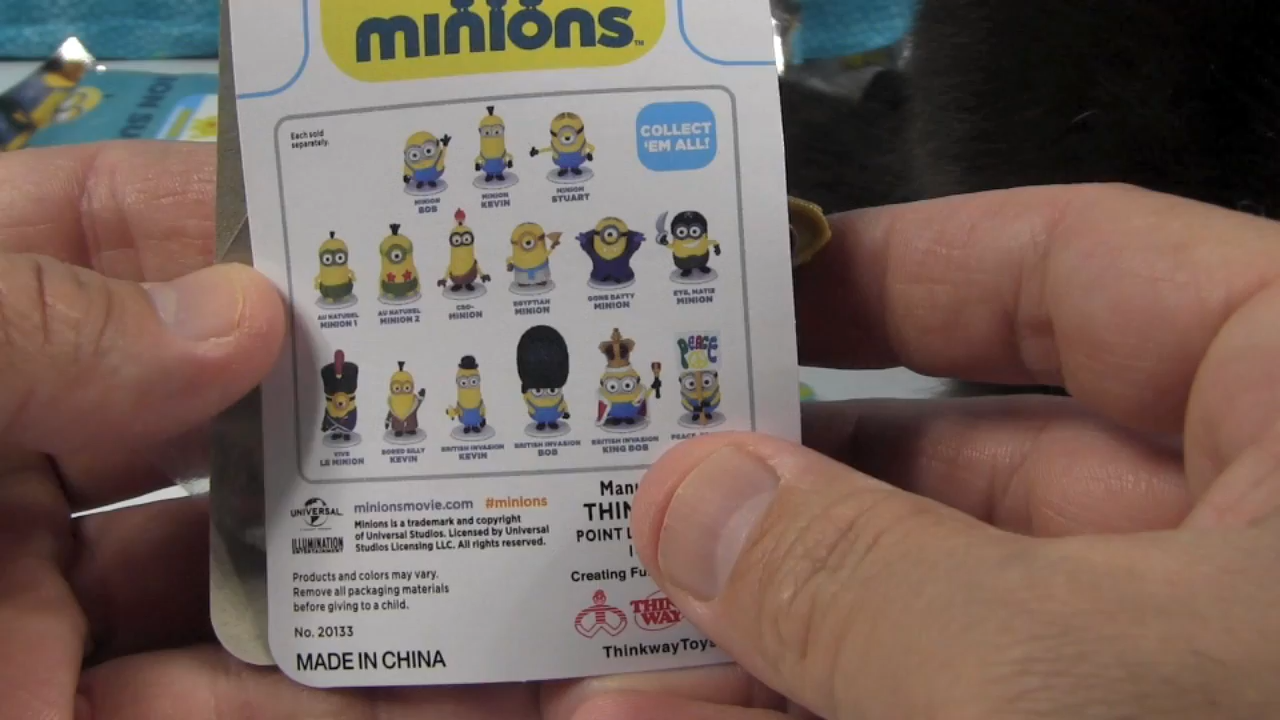 minions™
Each sold
separately.
COLLECT
'EM ALL!
MINION
BOB
MINION
KEVIN
MINION
STUART
AU NATUREL
MINION 1
AU NATUREL
MINION 2
CRO-
MINION
EGYPTIAN
MINION
GONE BATTY
MINION
EYE, MATIE
MINION
PEACE
VIVE
LE MINION
BORED SILLY
KEVIN
BRITISH INVASION
KEVIN
BRITISH INVASION
BOB
BRITISH INVASION
KING BOB
PEACE,
UNIVERSAL
ILLUMINATION
ENTERTAINMENT
minionsmovie.com #minions
Minions is a trademark and copyright
of Universal Studios. Licensed by Universal
Studios Licensing LLC. All rights reserved.
Products and colors may vary.
Remove all packaging materials
before giving to a child.
No. 20133
MADE IN CHINA
Manu
THIN
POINT
Creating Fu
THINK
WAY
ThinkwayToys